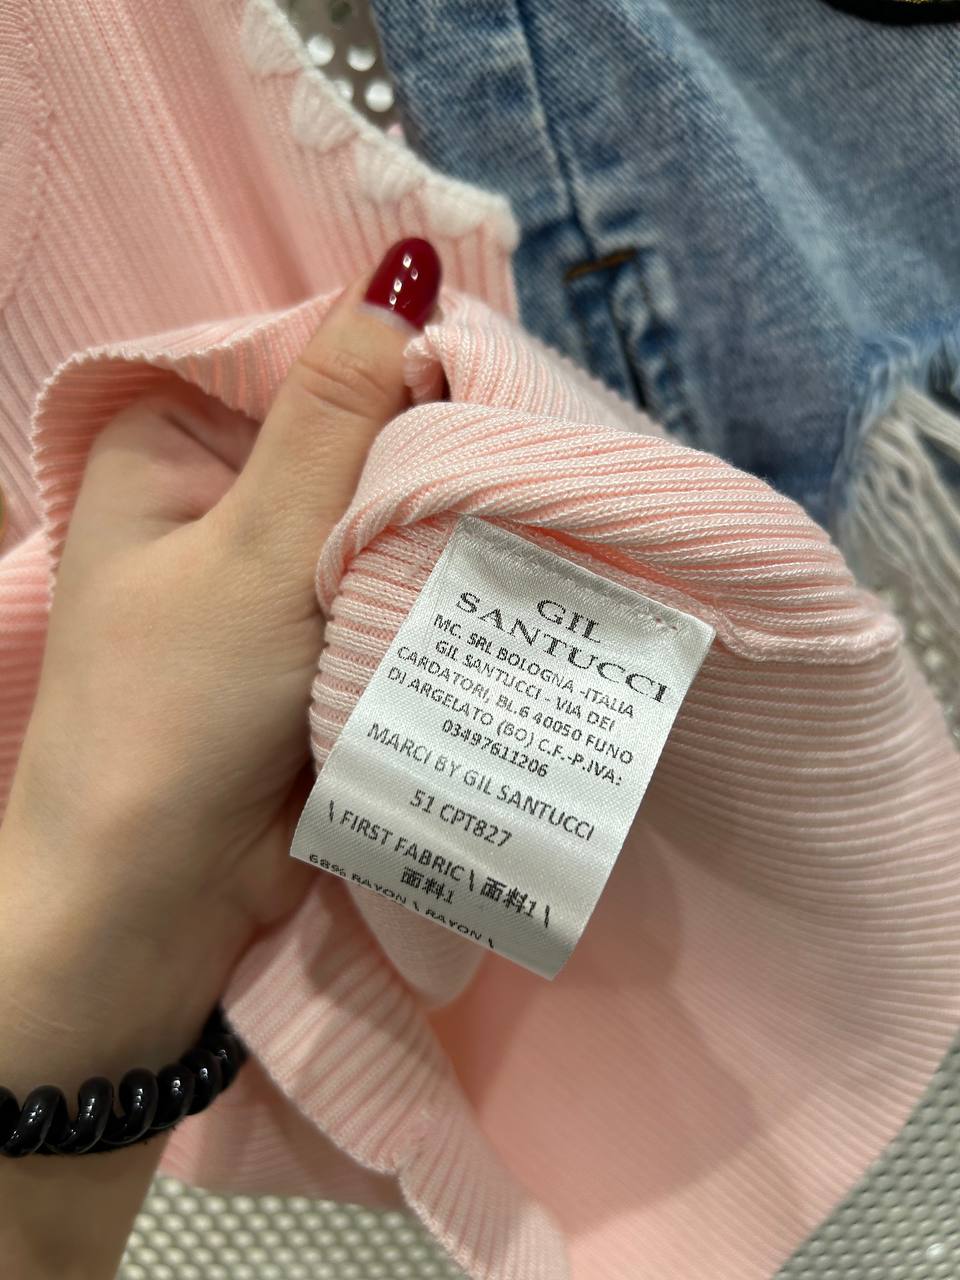 GIL
SANTUCCI
MC. SRL BOLOGNA -ITALIA
GIL SANTUCCI - VIA DEI
CARDATORI, BL.6 40050 FUNO
DI ARGELATO (BO) C.F.-P.IVA:
03497611206
MARCI BY GIL SANTUCCI
51 CPT827
\ FIRST FABRIC \ 面料1 \
面料1
68% RAYON \ RAYON \